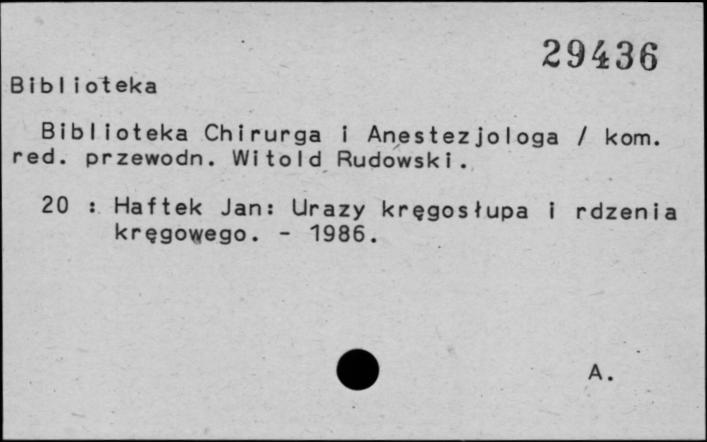 29436
Biblioteka
Biblioteka Chirurga i Anestezjologa / kom.
red. przewodn. Witold Rudowski.
20 : Haftek Jan: Urazy kręgosłupa i rdzenia
kręgowego. - 1986.
A.